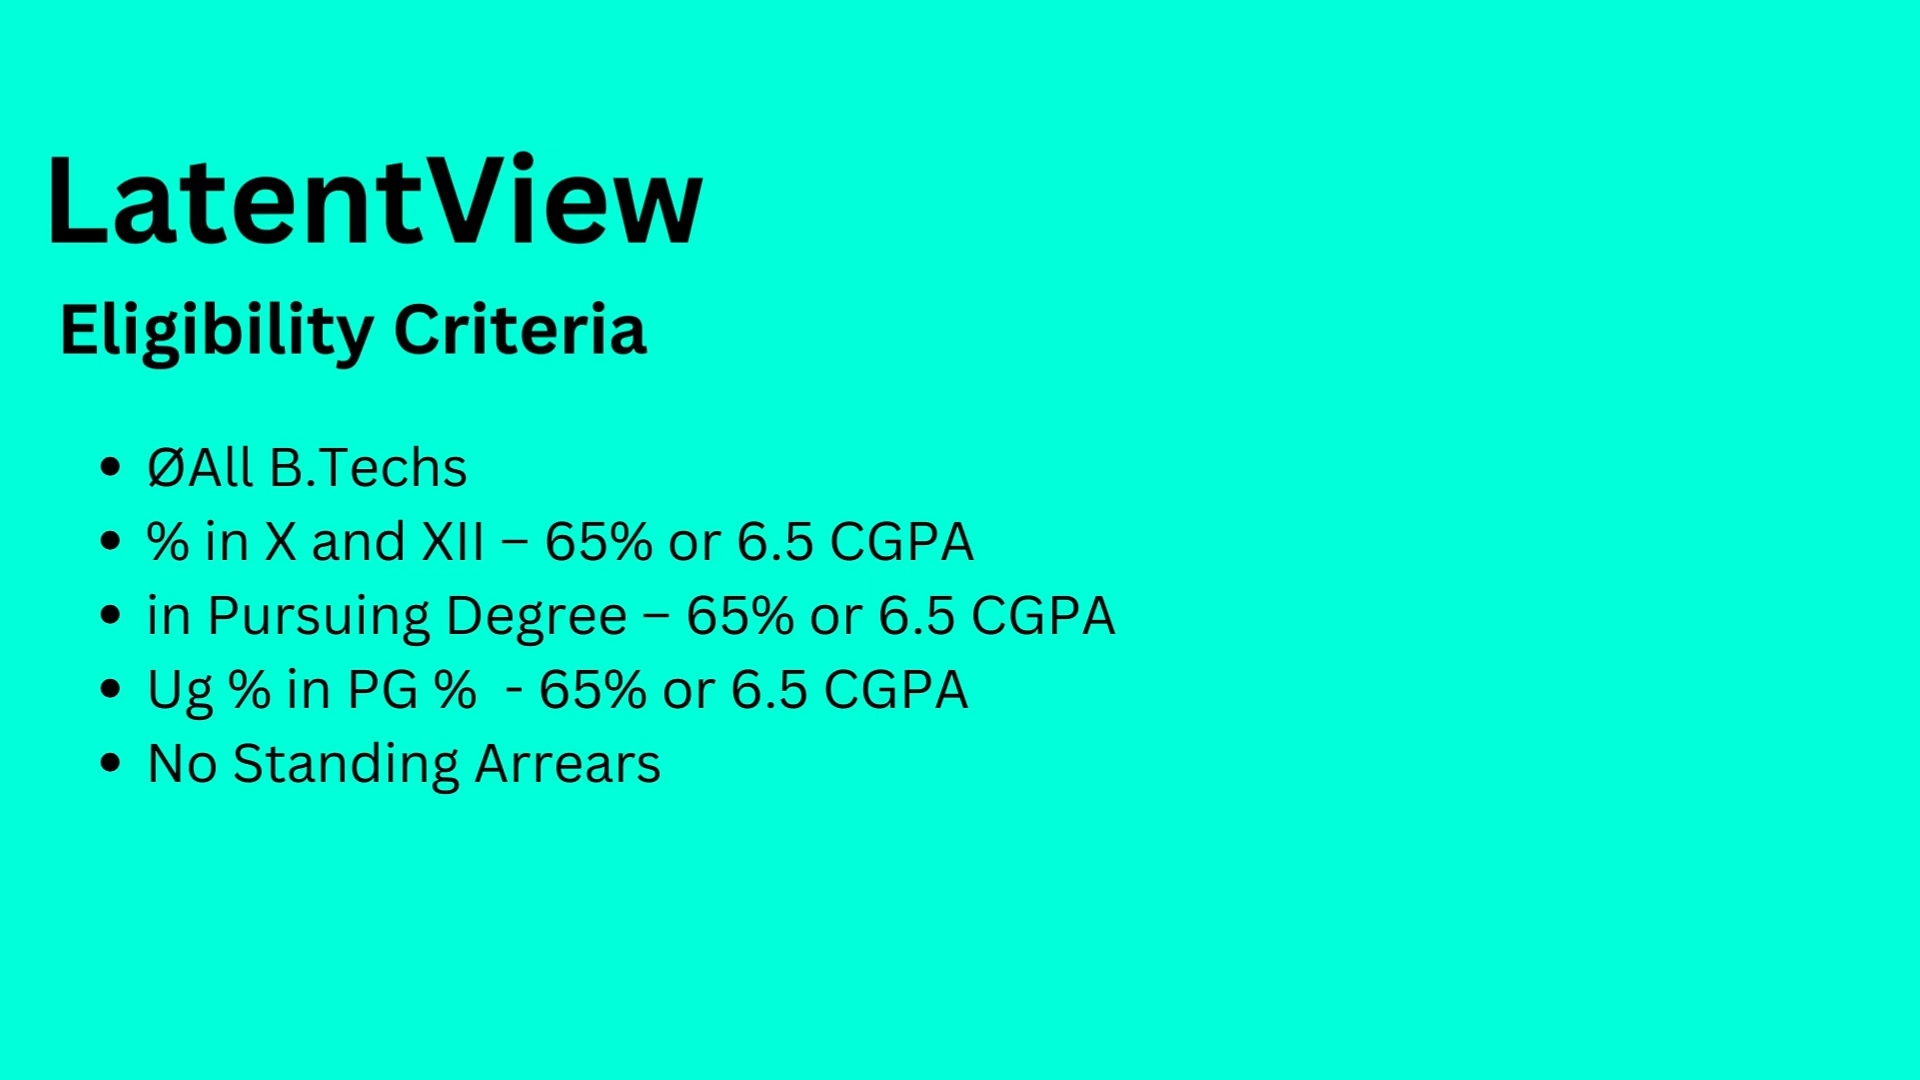 LatentView
Eligibility Criteria
• ØAll B.Techs
• % in X and XII – 65% or 6.5 CGPA
• in Pursuing Degree – 65% or 6.5 CGPA
• Ug % in PG %  - 65% or 6.5 CGPA
• No Standing Arrears